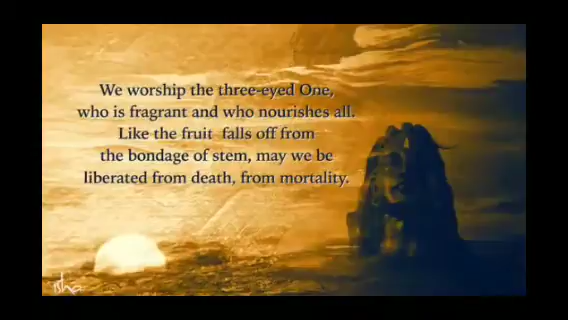 We worship the three-eyed One,
who is fragrant and who nourishes all.
Like the fruit falls off from
the bondage of stem, may we be
liberated from death, from mortality.
isha